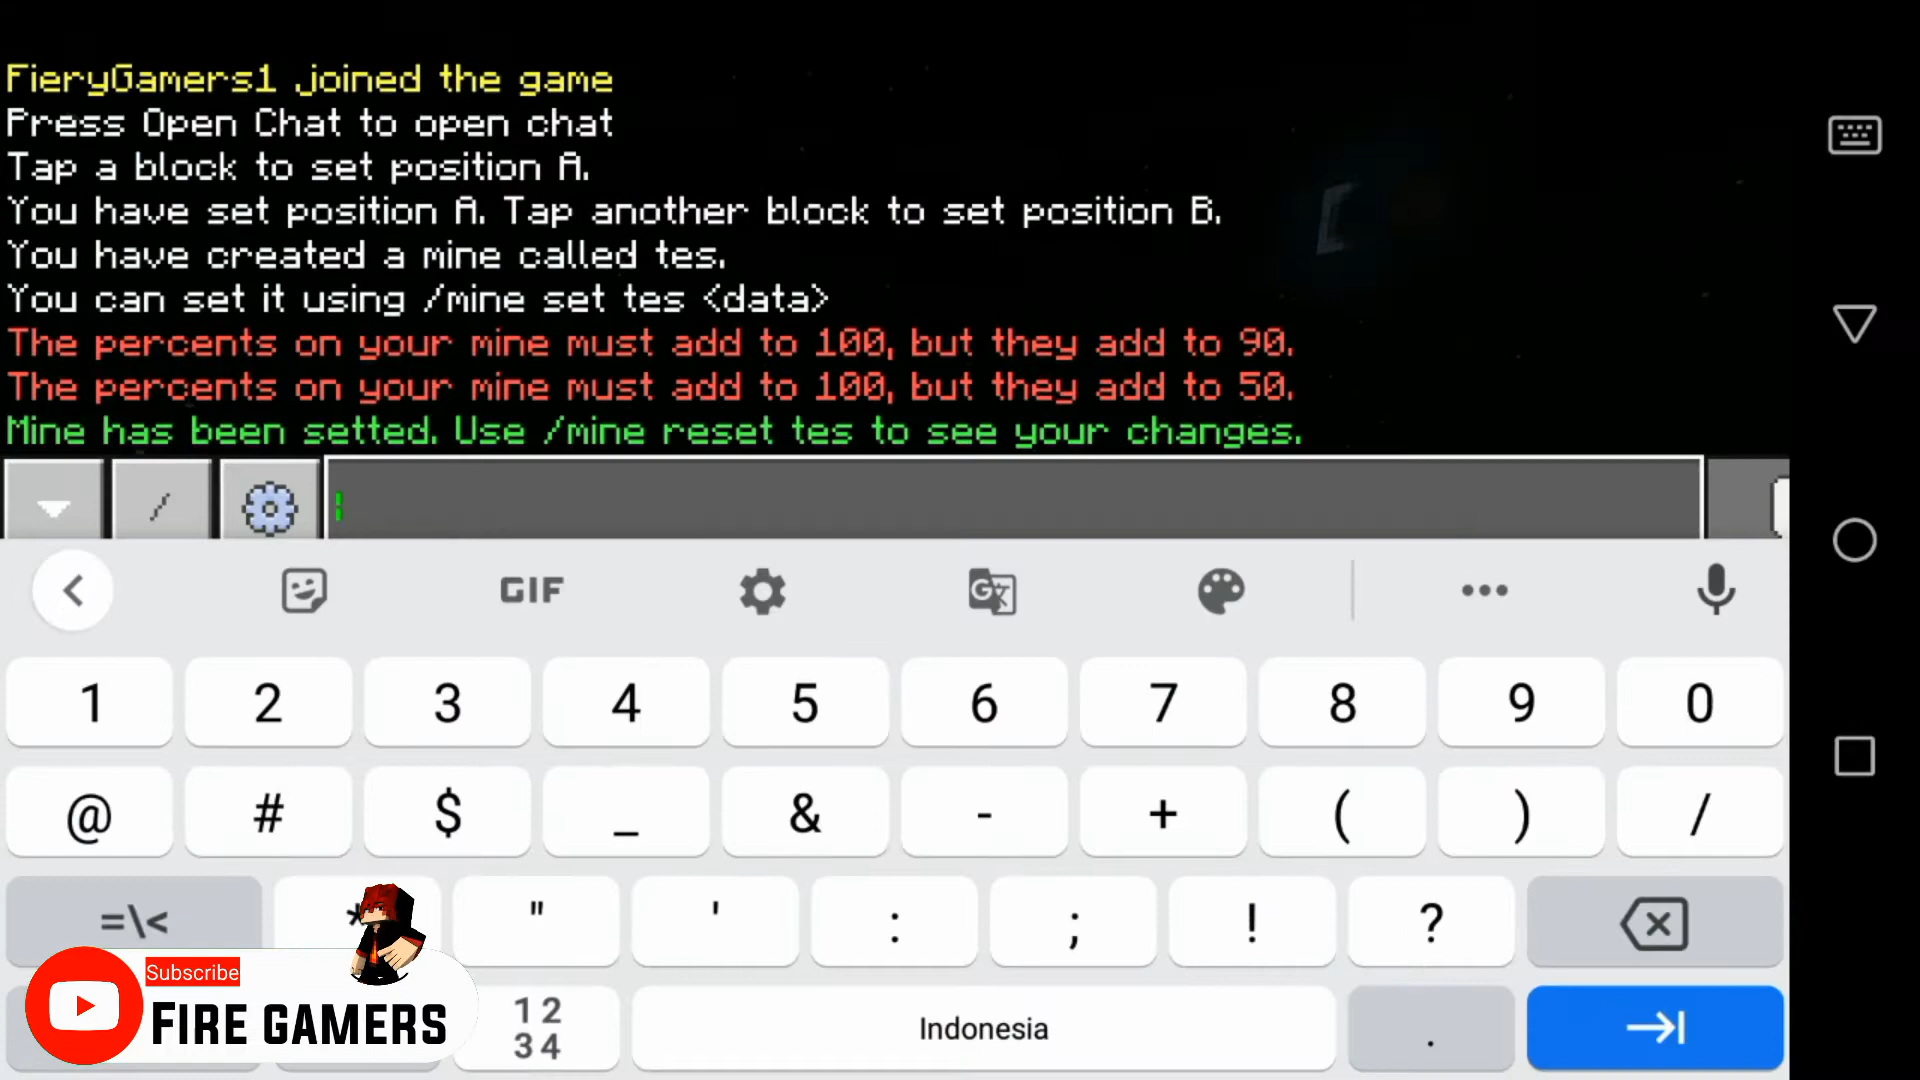 FieryGamers1 joined the game
Press Open Chat to open chat
Tap a block to set position A.
You have set position A. Tap another block to set position B.
You have created a mine called tes.
You can set it using /mine set tes <data>
The percents on your mine must add to 100, but they add to 90.
The percents on your mine must add to 100, but they add to 50.
Mine has been setted. Use /mine reset tes to see your changes.
/
GIF
1 2 3 4 5 6 7 8 9 0
@ # $ _ & - + ( ) /
=\< * " ' : ; ! ?
Subscribe
FIRE GAMERS
1 2
3 4
Indonesia
.